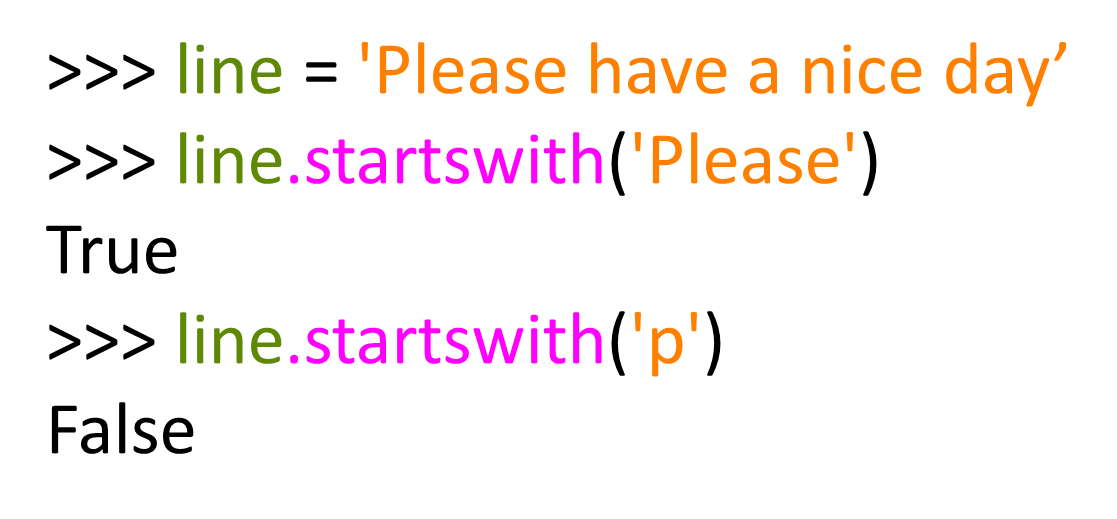 >>> line = 'Please have a nice day’
>>> line.startswith('Please')
True
>>> line.startswith('p')
False